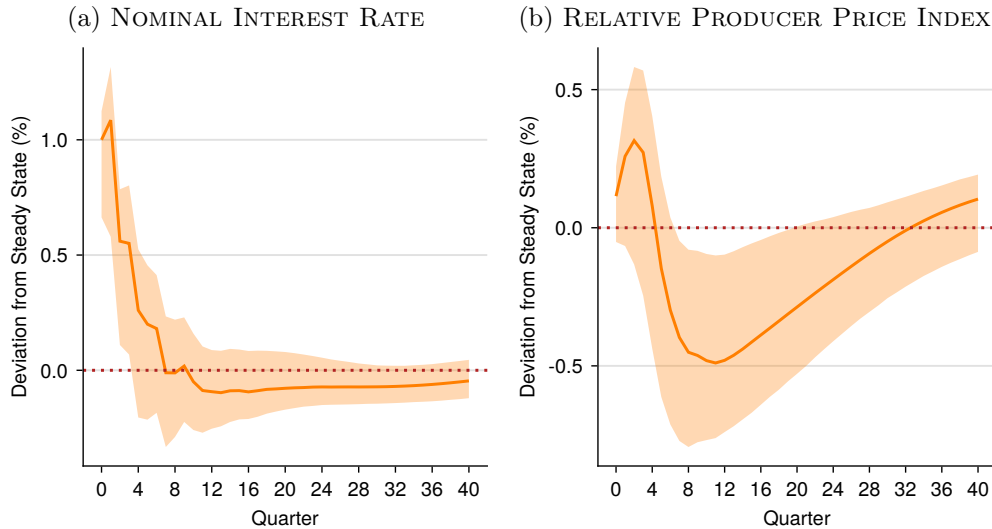 (a) NOMINAL INTEREST RATE
Deviation from Steady State (%)
1.0
0.5
0.0
0 4 8 12 16 20 24 28 32 36 40
Quarter
(b) RELATIVE PRODUCER PRICE INDEX
Deviation from Steady State (%)
0.5
0.0
-0.5
0 4 8 12 16 20 24 28 32 36 40
Quarter